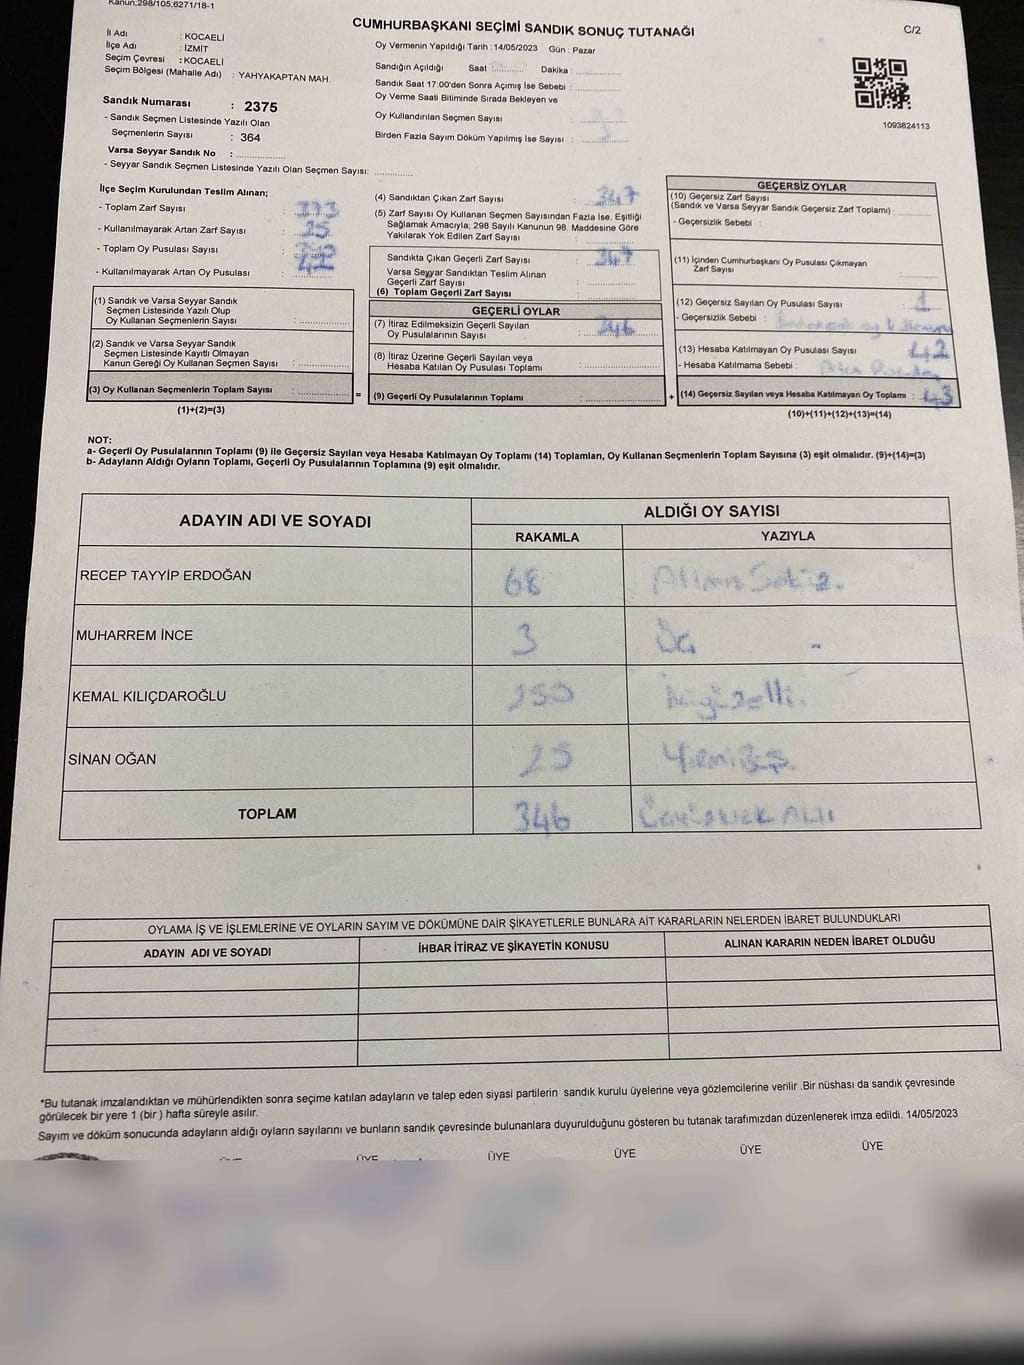 Kanun:298/105,6271/18-1
CUMHURBAŞKANI SEÇİMİ SANDIK SONUÇ TUTANAĞI
C/2
İl Adı : KOCAELİ
İlçe Adı : İZMİT
Seçim Çevresi : KOCAELİ
Seçim Bölgesi (Mahalle Adı) : YAHYAKAPTAN MAH.
Sandık Numarası : 2375
- Sandık Seçmen Listesinde Yazılı Olan
Seçmenlerin Sayısı : 364
Varsa Seyyar Sandık No :
- Seyyar Sandık Seçmen Listesinde Yazılı Olan Seçmen Sayısı:
Oy Vermenin Yapıldığı Tarih : 14/05/2023 Gün : Pazar
Sandığın Açıldığı Saat : Dakika :
Sandık Saat 17:00'den Sonra Açımış İse Sebebi :
Oy Verme Saati Bitiminde Sırada Bekleyen ve
Oy Kullandırılan Seçmen Sayısı :
Birden Fazla Sayım Döküm Yapılmış İse Sayısı :
1093824113
İlçe Seçim Kurulundan Teslim Alınan;
- Toplam Zarf Sayısı :
- Kullanılmayarak Artan Zarf Sayısı :
- Toplam Oy Pusulası Sayısı :
- Kullanılmayarak Artan Oy Pusulası : 42
(1) Sandık ve Varsa Seyyar Sandık
Seçmen Listesinde Yazılı Olup
Oy Kullanan Seçmenlerin Sayısı :
(2) Sandık ve Varsa Seyyar Sandık
Seçmen Listesinde Kayıtlı Olmayan
Kanun Gereği Oy Kullanan Seçmen Sayısı :
(3) Oy Kullanan Seçmenlerin Toplam Sayısı :
(1)+(2)=(3)
=
(4) Sandıktan Çıkan Zarf Sayısı : 347
(5) Zarf Sayısı Oy Kullanan Seçmen Sayısından Fazla İse, Eşitliği
Sağlamak Amacıyla; 298 Sayılı Kanunun 98. Maddesine Göre
Yakılarak Yok Edilen Zarf Sayısı :
Sandıkta Çıkan Geçerli Zarf Sayısı : 347
Varsa Seyyar Sandıktan Teslim Alınan
Geçerli Zarf Sayısı :
(6) Toplam Geçerli Zarf Sayısı :
GEÇERLİ OYLAR
(7) İtiraz Edilmeksizin Geçerli Sayılan
Oy Pusulalarının Sayısı : 346
(8) İtiraz Üzerine Geçerli Sayılan veya
Hesaba Katılan Oy Pusulası Toplamı :
(9) Geçerli Oy Pusulalarının Toplamı :
+
GEÇERSİZ OYLAR
(10) Geçersiz Zarf Sayısı
(Sandık ve Varsa Seyyar Sandık Geçersiz Zarf Toplamı) :
- Geçersizlik Sebebi :
(11) İçinden Cumhurbaşkanı Oy Pusulası Çıkmayan
Zarf Sayısı :
(12) Geçersiz Sayılan Oy Pusulası Sayısı : 1
- Geçersizlik Sebebi :
(13) Hesaba Katılmayan Oy Pusulası Sayısı : 42
- Hesaba Katılmama Sebebi :
(14) Geçersiz Sayılan veya Hesaba Katılmayan Oy Toplamı : 43
(10)+(11)+(12)+(13)=(14)
NOT:
a- Geçerli Oy Pusulalarının Toplamı (9) ile Geçersiz Sayılan veya Hesaba Katılmayan Oy Toplamı (14) Toplamları, Oy Kullanan Seçmenlerin Toplam Sayısına (3) eşit olmalıdır. (9)+(14)=(3)
b- Adayların Aldığı Oyların Toplamı, Geçerli Oy Pusulalarının Toplamına (9) eşit olmalıdır.
ADAYIN ADI VE SOYADI
ALDIĞI OY SAYISI
RAKAMLA YAZIYLA
RECEP TAYYİP ERDOĞAN 68
MUHARREM İNCE 3
KEMAL KILIÇDAROĞLU 250
SİNAN OĞAN 25
TOPLAM 346
OYLAMA İŞ VE İŞLEMLERİNE VE OYLARIN SAYIM VE DÖKÜMÜNE DAİR ŞİKAYETLERLE BUNLARA AİT KARARLARIN NELERDEN İBARET BULUNDUKLARI
ADAYIN ADI VE SOYADI İHBAR İTİRAZ VE ŞİKAYETİN KONUSU ALINAN KARARIN NEDEN İBARET OLDUĞU
*Bu tutanak imzalandıktan ve mühürlendikten sonra seçime katılan adayların ve talep eden siyasi partilerin sandık kurulu üyelerine veya gözlemcilerine verilir .Bir nüshası da sandık çevresinde
görülecek bir yere 1 (bir ) hafta süreyle asılır.
Sayım ve döküm sonucunda adayların aldığı oyların sayılarını ve bunların sandık çevresinde bulunanlara duyurulduğunu gösteren bu tutanak tarafımızdan düzenlenerek imza edildi. 14/05/2023
ÜYE ÜYE ÜYE ÜYE ÜYE